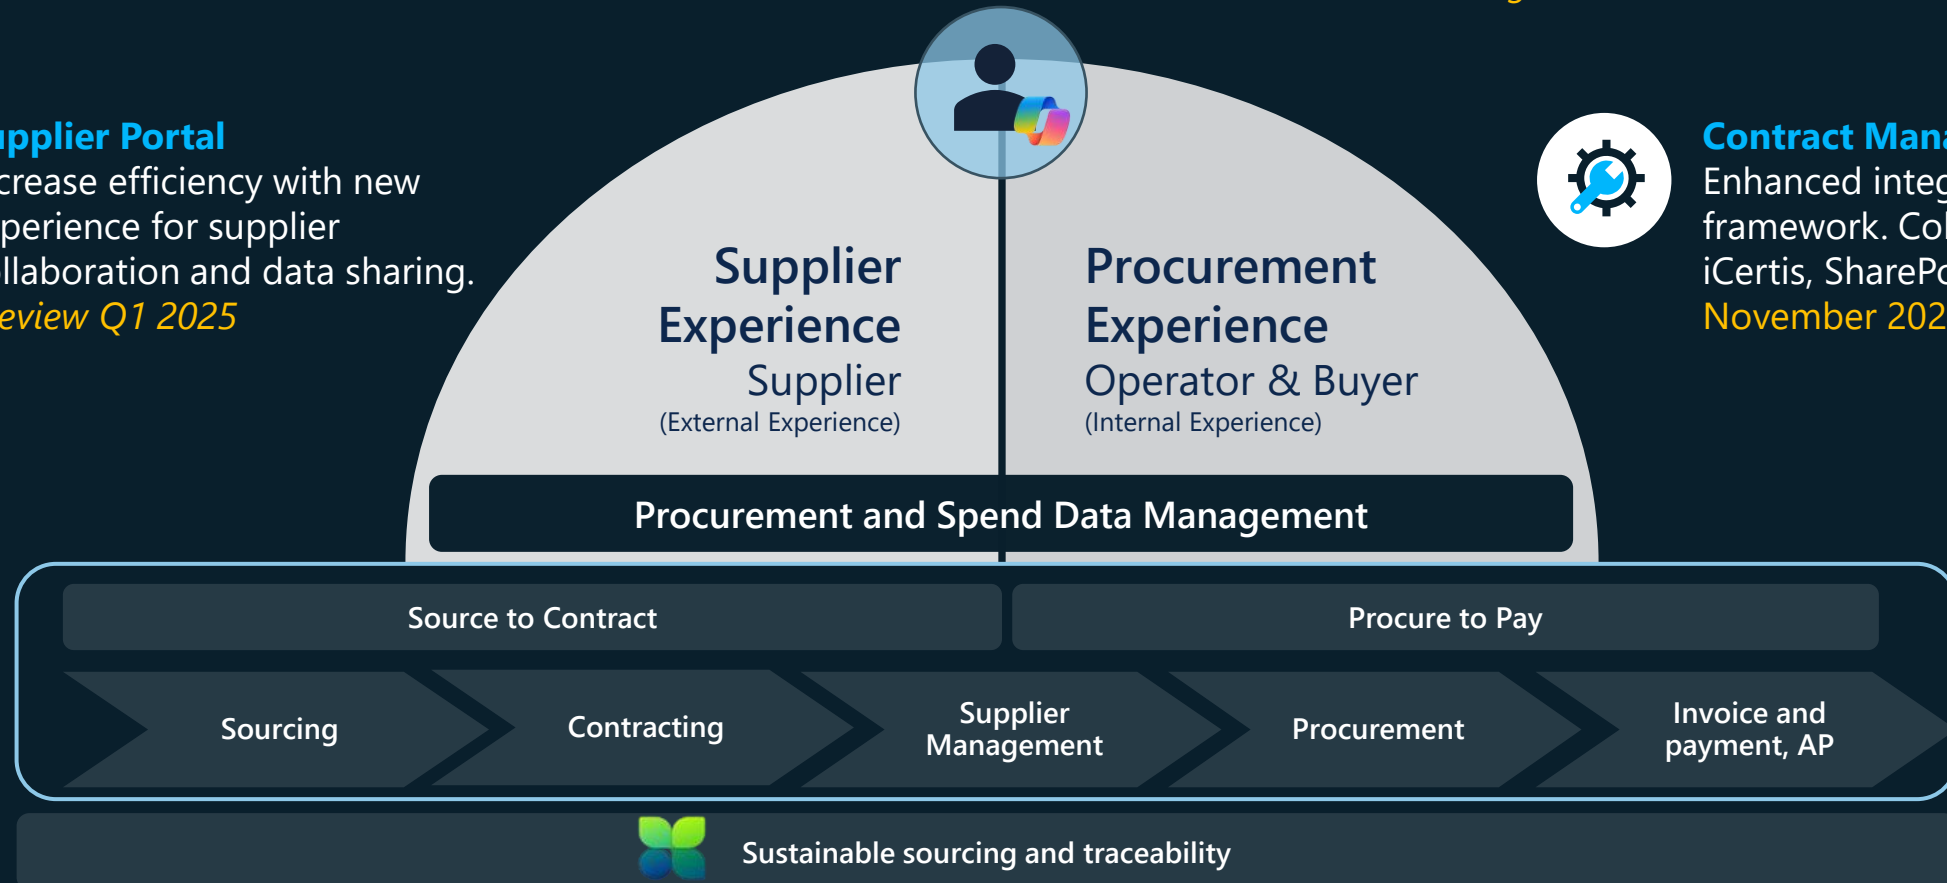 upplier Portal
crease efficiency with new
perience for supplier
llaboration and data sharing.
eview Q1 2025
Contract Mana
Enhanced integ
framework. Col
iCertis, SharePo
November 202
Supplier
Experience
Supplier
(External Experience)
Procurement
Experience
Operator & Buyer
(Internal Experience)
Procurement and Spend Data Management
Source to Contract
Procure to Pay
Sourcing
Contracting
Supplier
Management
Procurement
Invoice and
payment, AP
Sustainable sourcing and traceability